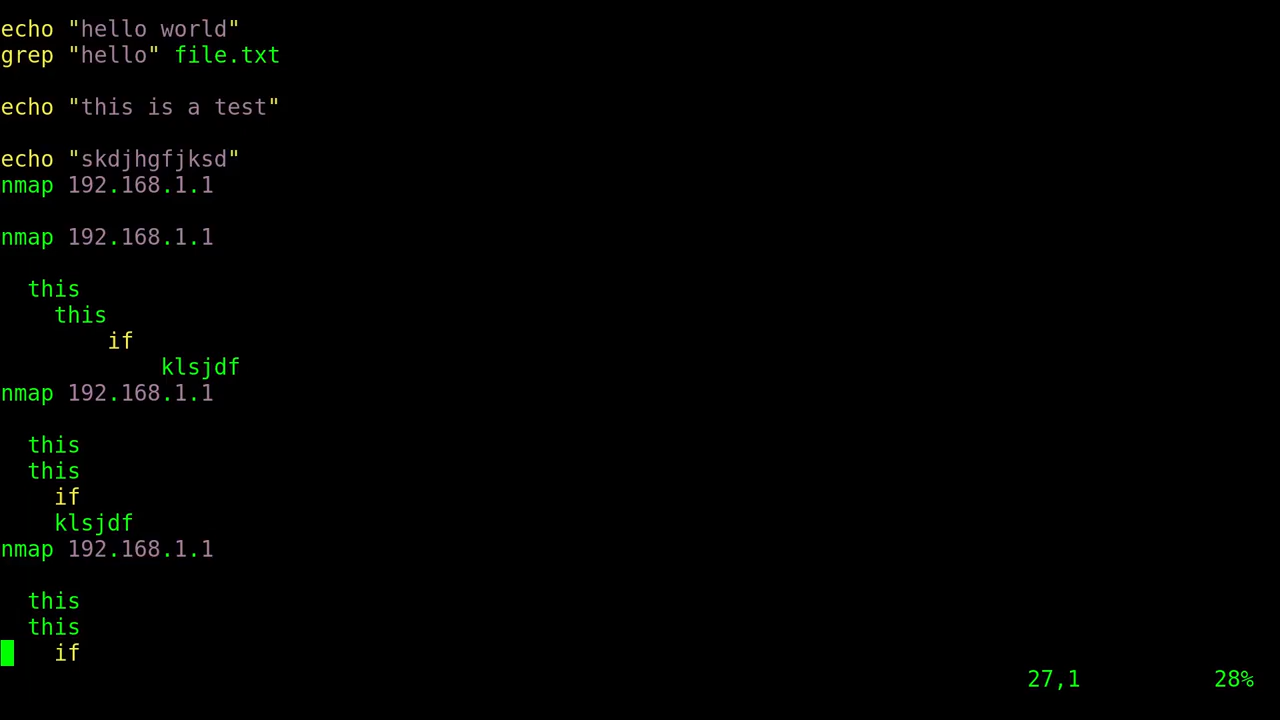 echo "hello world"
grep "hello" file.txt
echo "this is a test"
echo "skdjhgfjksd"
nmap 192.168.1.1
nmap 192.168.1.1
this
this
if
klsjdf
nmap 192.168.1.1
this
this
if
klsjdf
nmap 192.168.1.1
this
this
if
27,1 28%